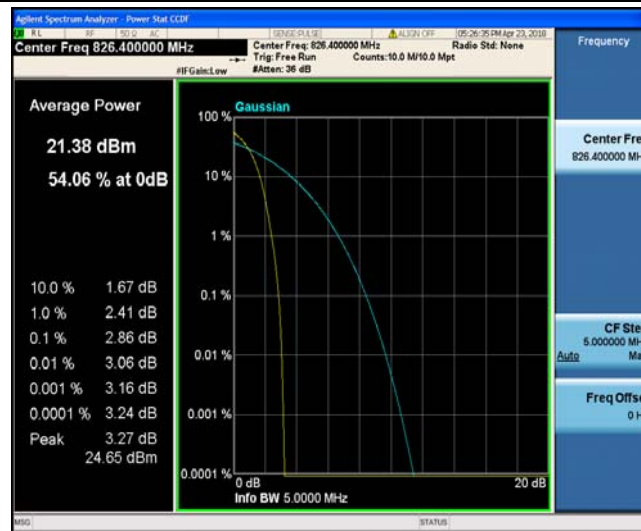 Agilent Spectrum Analyzer - Power Stat CCDF
RL RF 50 Ω AC SENSE:PULSE ALIGN OFF 05:26:35 PM Apr 23, 2018
Center Freq 826.400000 MHz
Center Freq: 826.400000 MHz Radio Std: None
Trig: Free Run Counts:10.0 M/10.0 Mpt
#IFGain:Low #Atten: 36 dB
Frequency
Average Power
21.38 dBm
54.06 % at 0dB
10.0 % 1.67 dB
1.0 % 2.41 dB
0.1 % 2.86 dB
0.01 % 3.06 dB
0.001 % 3.16 dB
0.0001 % 3.24 dB
Peak 3.27 dB
24.65 dBm
Gaussian
100 %
10 %
1 %
0.1 %
0.01 %
0.001 %
0.0001 %
0 dB 20 dB
Info BW 5.0000 MHz
Center Fre
826.400000 MH
CF Ste
5.000000 MH
Auto Ma
Freq Offse
0 H
MSG STATUS